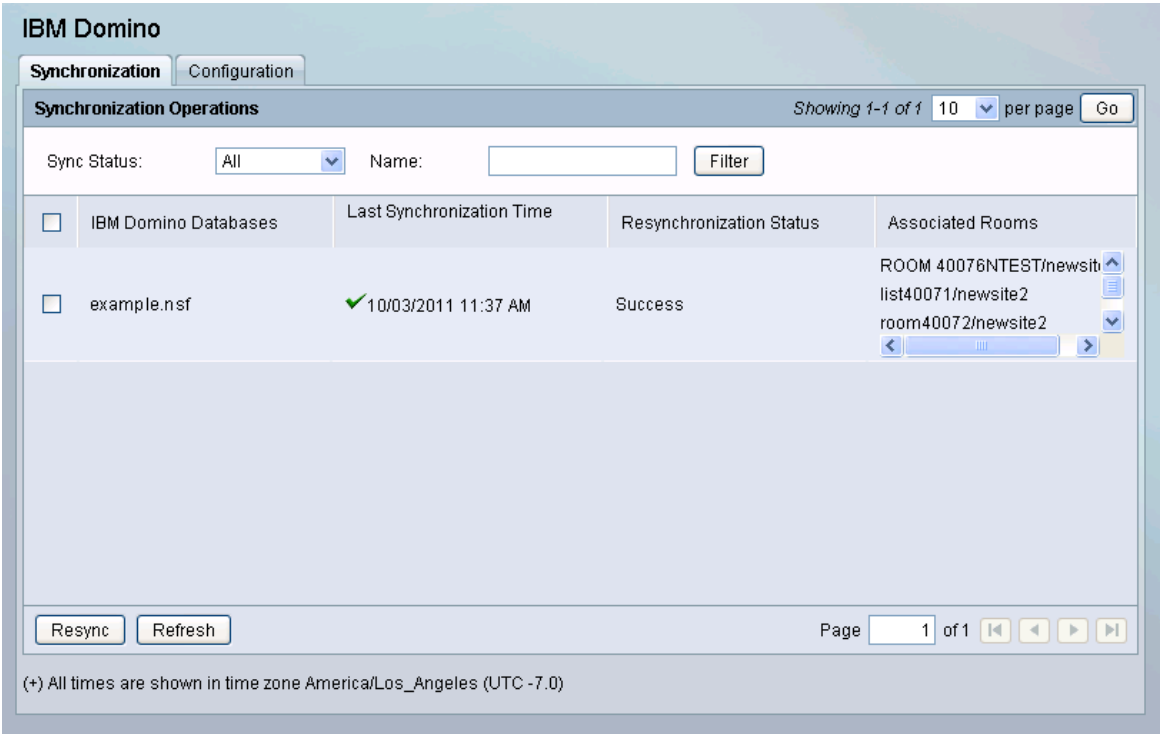 IBM Domino
Synchronization Configuration
Synchronization Operations Showing 1-1 of 1 10 per page Go
Sync Status: All Name: Filter
IBM Domino Databases Last Synchronization Time Resynchronization Status Associated Rooms
example.nsf 10/03/2011 11:37 AM Success
ROOM 40076NTEST/newsit
list40071/newsite2
room40072/newsite2
Resync Refresh Page 1 of 1
(+) All times are shown in time zone America/Los_Angeles (UTC -7.0)